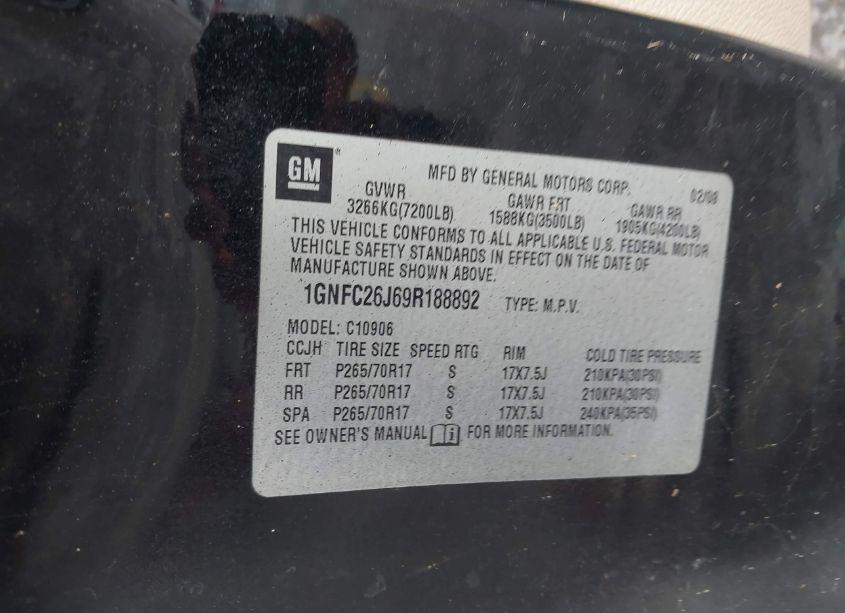 GM
MFD BY GENERAL MOTORS CORP. 02/09
GVWR GAWR FRT GAWR RR
3266KG(7200LB) 1588KG(3500LB) 1905KG(4200LB)
THIS VEHICLE CONFORMS TO ALL APPLICABLE U.S. FEDERAL MOTOR
VEHICLE SAFETY STANDARDS IN EFFECT ON THE DATE OF
MANUFACTURE SHOWN ABOVE.
1GNFC26J69R188892 TYPE: M.P.V.
MODEL: C10906
CCJH TIRE SIZE SPEED RTG RIM COLD TIRE PRESSURE
FRT P265/70R17 S 17X7.5J 210KPA(30PSI)
RR P265/70R17 S 17X7.5J 210KPA(30PSI)
SPA P265/70R17 S 17X7.5J 240KPA(35PSI)
SEE OWNER'S MANUAL FOR MORE INFORMATION.